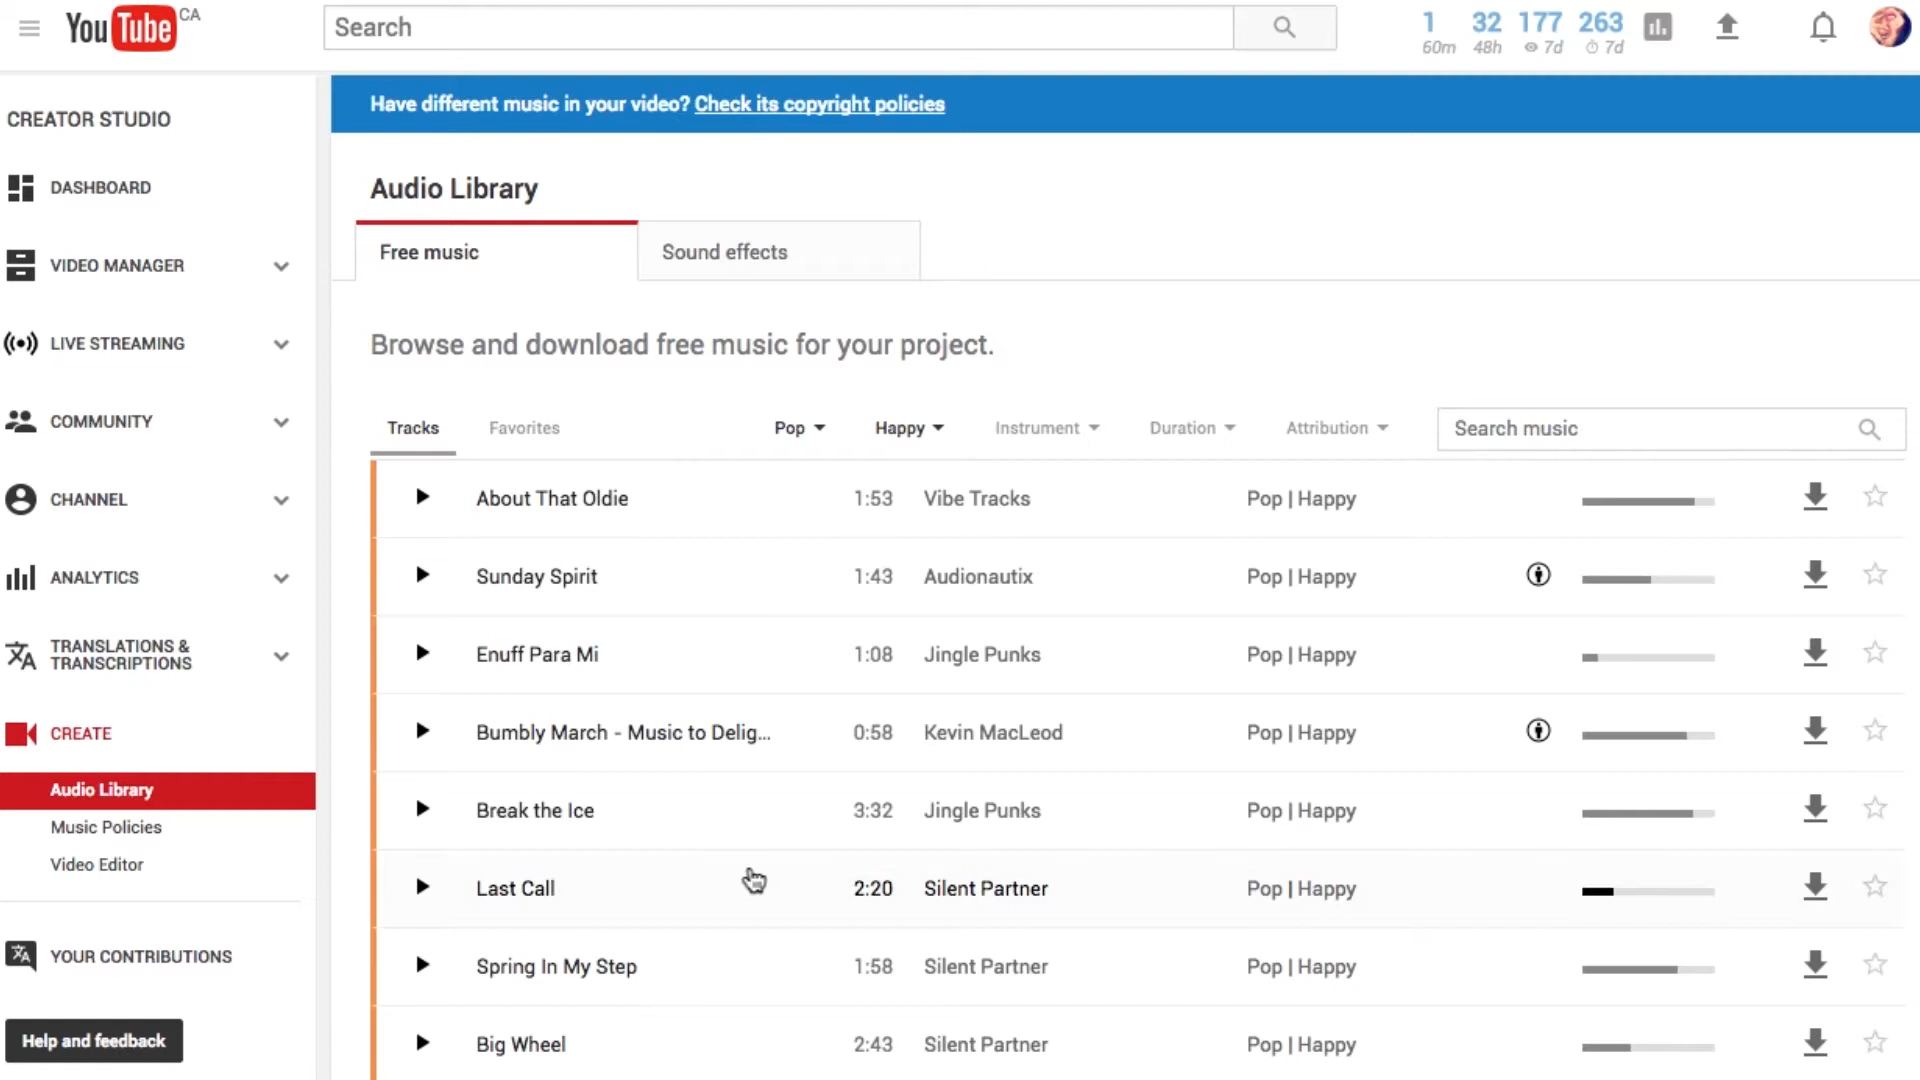 YouTube CA
Search
1 32 177 263
60m 48h 7d 7d
Have different music in your video? Check its copyright policies
CREATOR STUDIO
DASHBOARD
VIDEO MANAGER
LIVE STREAMING
COMMUNITY
CHANNEL
ANALYTICS
TRANSLATIONS &
TRANSCRIPTIONS
CREATE
Audio Library
Music Policies
Video Editor
YOUR CONTRIBUTIONS
Help and feedback
Audio Library
Free music Sound effects
Browse and download free music for your project.
Tracks Favorites Pop Happy Instrument Duration Attribution Search music
About That Oldie 1:53 Vibe Tracks Pop | Happy
Sunday Spirit 1:43 Audionautix Pop | Happy
Enuff Para Mi 1:08 Jingle Punks Pop | Happy
Bumbly March - Music to Delig... 0:58 Kevin MacLeod Pop | Happy
Break the Ice 3:32 Jingle Punks Pop | Happy
Last Call 2:20 Silent Partner Pop | Happy
Spring In My Step 1:58 Silent Partner Pop | Happy
Big Wheel 2:43 Silent Partner Pop | Happy